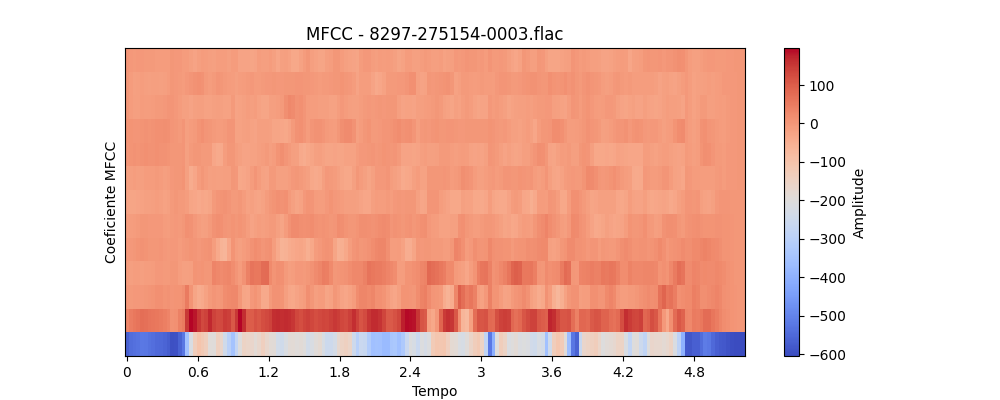 MFCC - 8297-275154-0003.flac
Coeficiente MFCC
0 0.6 1.2 1.8 2.4 3 3.6 4.2 4.8
Tempo
100
0
−100
−200
−300
−400
−500
−600
Amplitude